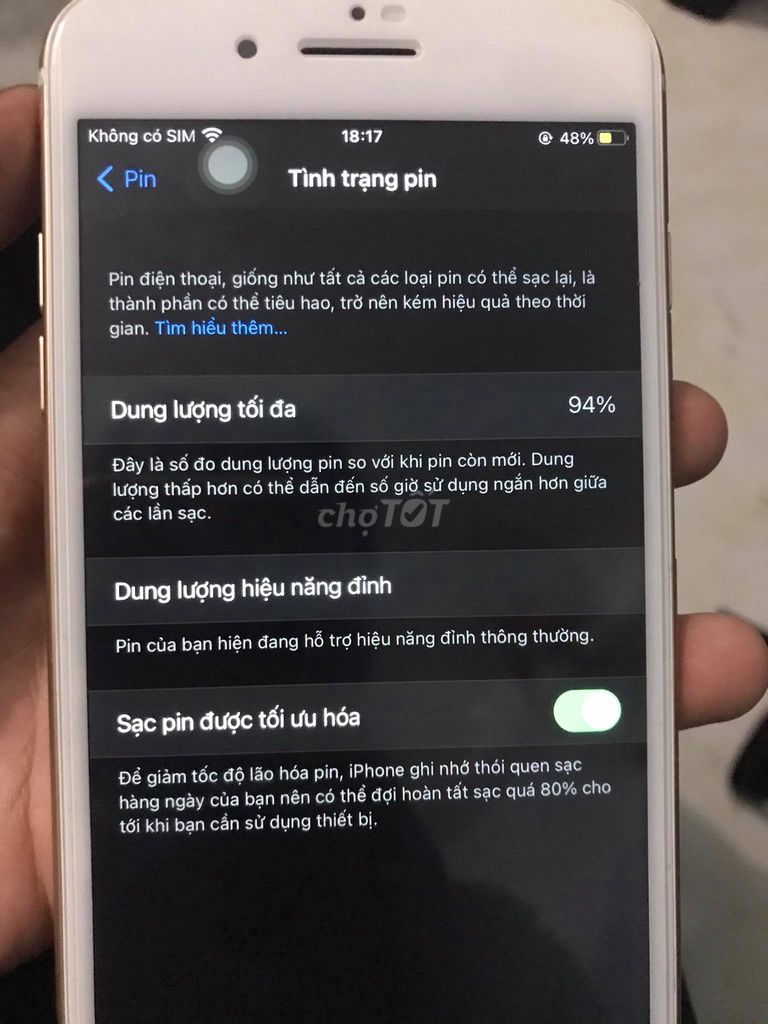 Không có SIM 18:17 48%
Pin Tình trạng pin
Pin điện thoại, giống như tất cả các loại pin có thể sạc lại, là
thành phần có thể tiêu hao, trở nên kém hiệu quả theo thời
gian. Tìm hiểu thêm...
Dung lượng tối đa 94%
Đây là số đo dung lượng pin so với khi pin còn mới. Dung
lượng thấp hơn có thể dẫn đến số giờ sử dụng ngắn hơn giữa
các lần sạc.
chợTỐT
Dung lượng hiệu năng đỉnh
Pin của bạn hiện đang hỗ trợ hiệu năng đỉnh thông thường.
Sạc pin được tối ưu hóa
Để giảm tốc độ lão hóa pin, iPhone ghi nhớ thói quen sạc
hàng ngày của bạn nên có thể đợi hoàn tất sạc quá 80% cho
tới khi bạn cần sử dụng thiết bị.